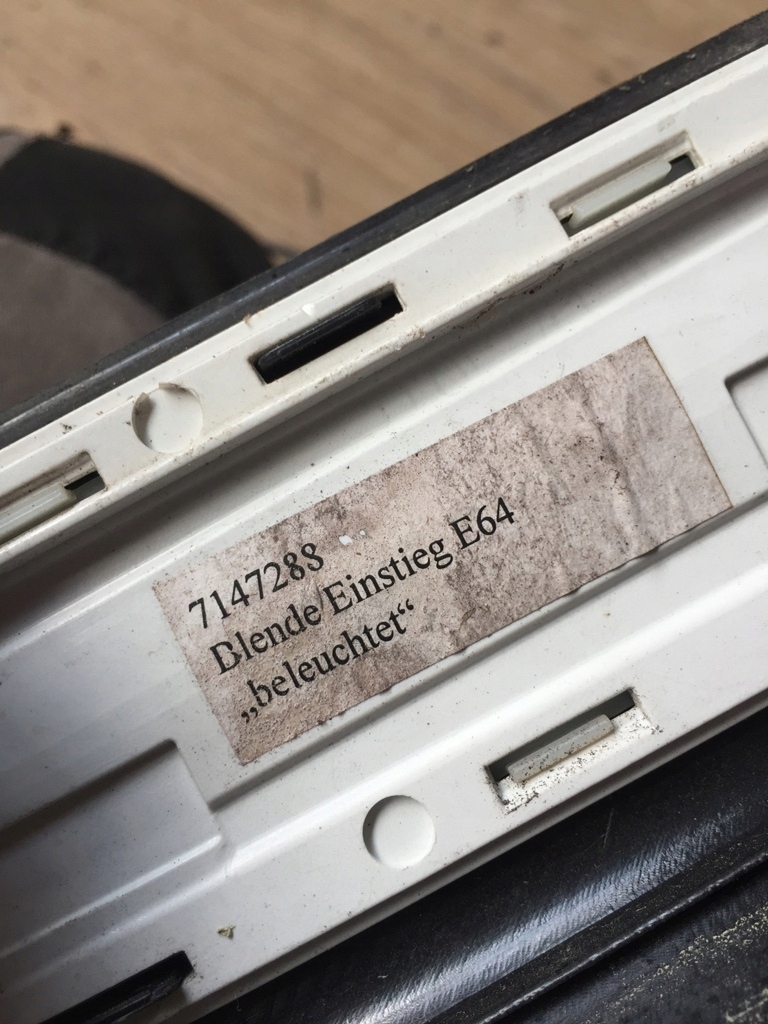 7147288
Blende Einstieg E64
„beleuchtet“